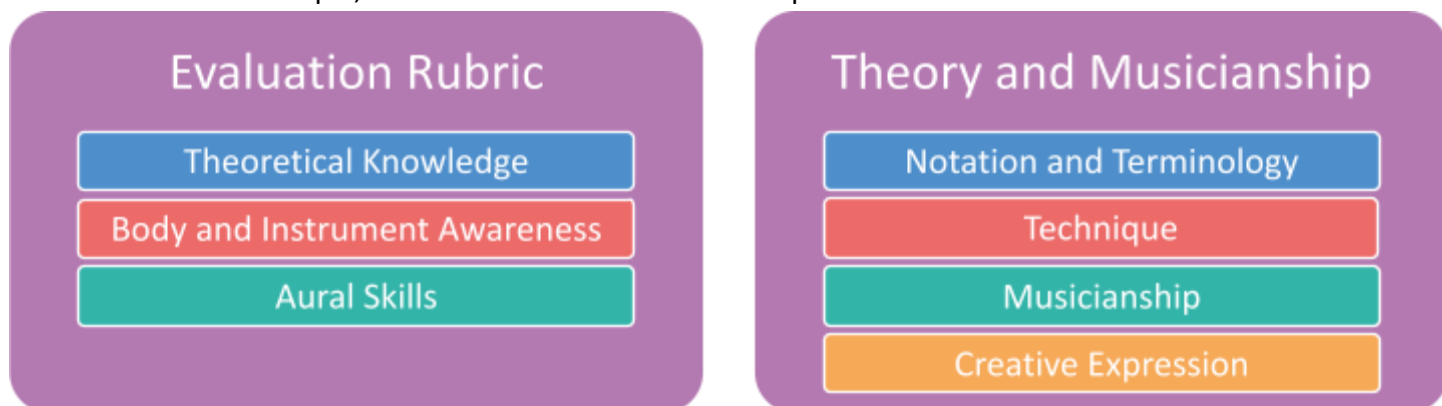 Evaluation Rubric
Theoretical Knowledge
Body and Instrument Awareness
Aural Skills
Theory and Musicianship
Notation and Terminology
Technique
Musicianship
Creative Expression